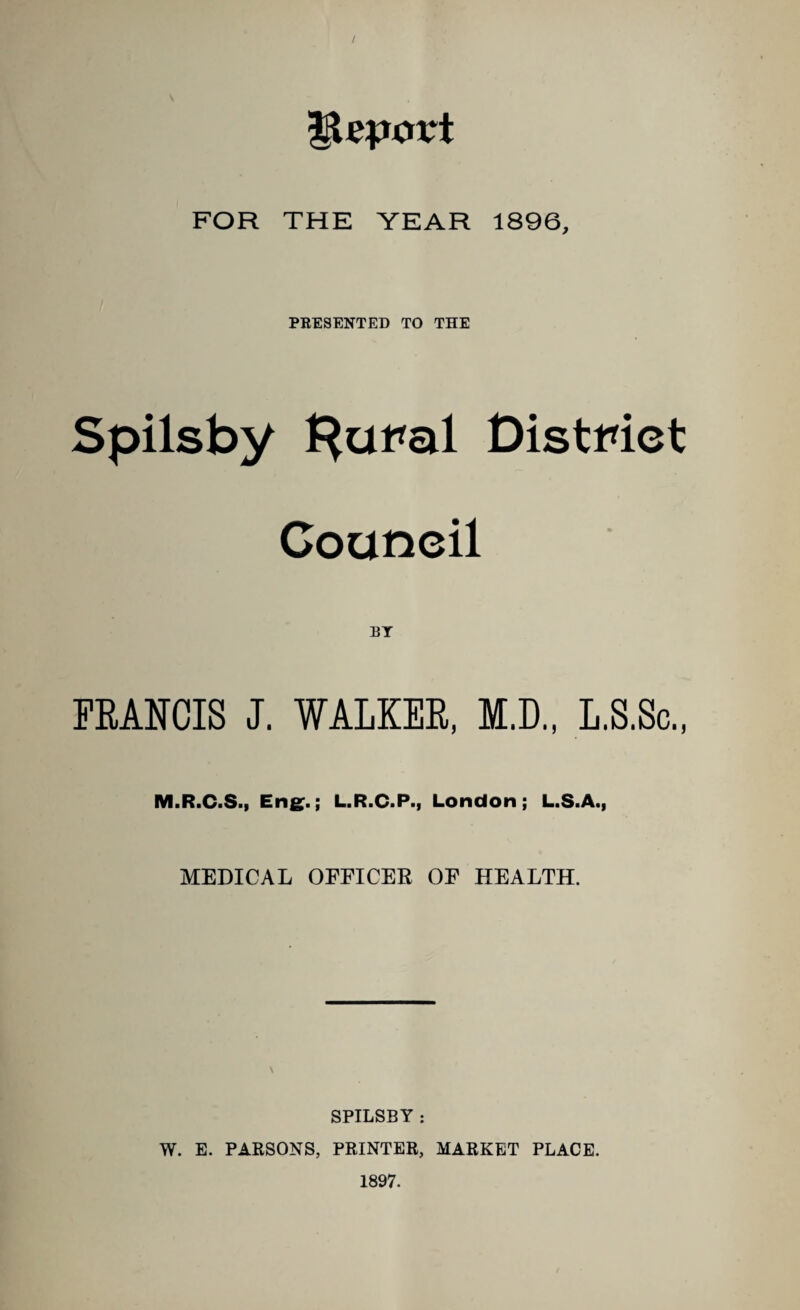 Report
FOR THE YEAR 1896,
PRESENTED TO THE
Spilsby Rural District
Council
BY
FRANCIS J. WALKER, M.D., L.S.Sc.,
M.R.C.S., Eng.; L.R.C.P., London; L.S.A.,
MEDICAL OFFICER OF HEALTH.
SPILSBY:
W. E. PARSONS, PRINTER, MARKET PLACE.
1897.